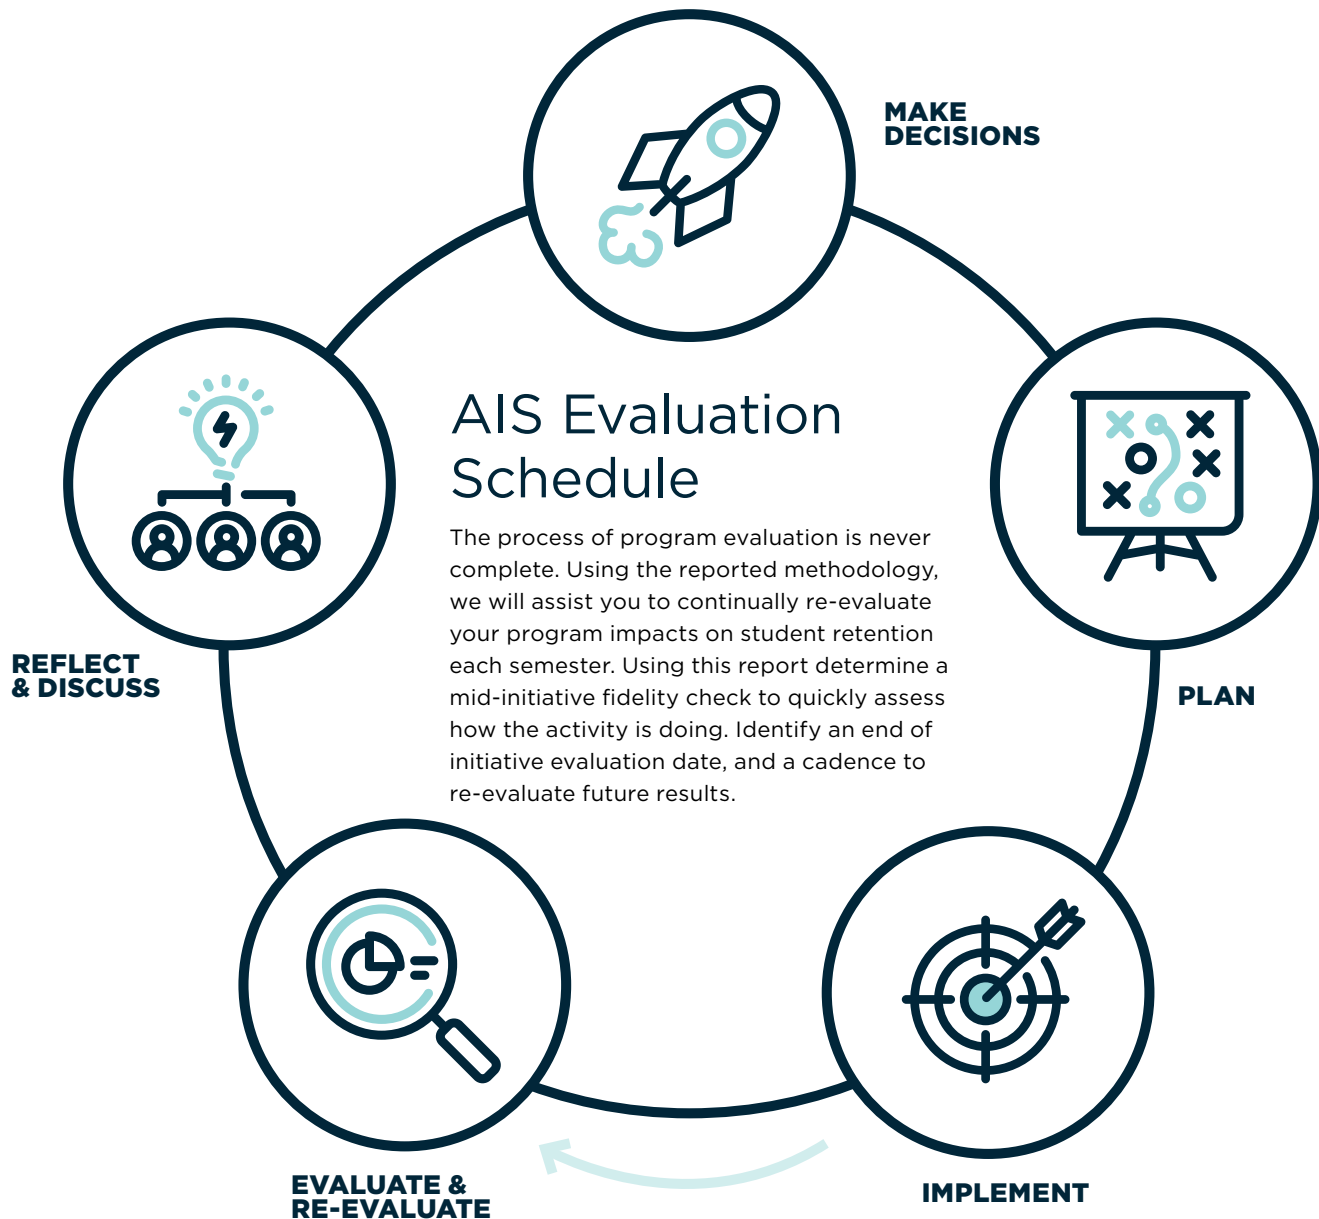 MAKE
DECISIONS
AIS Evaluation
Schedule
The process of program evaluation is never
complete. Using the reported methodology,
we will assist you to continually re-evaluate
your program impacts on student retention
each semester. Using this report determine a
mid-initiative fidelity check to quickly assess
how the activity is doing. Identify an end of
initiative evaluation date, and a cadence to
re-evaluate future results.
REFLECT
& DISCUSS
PLAN
EVALUATE &
RE-EVALUATE
IMPLEMENT